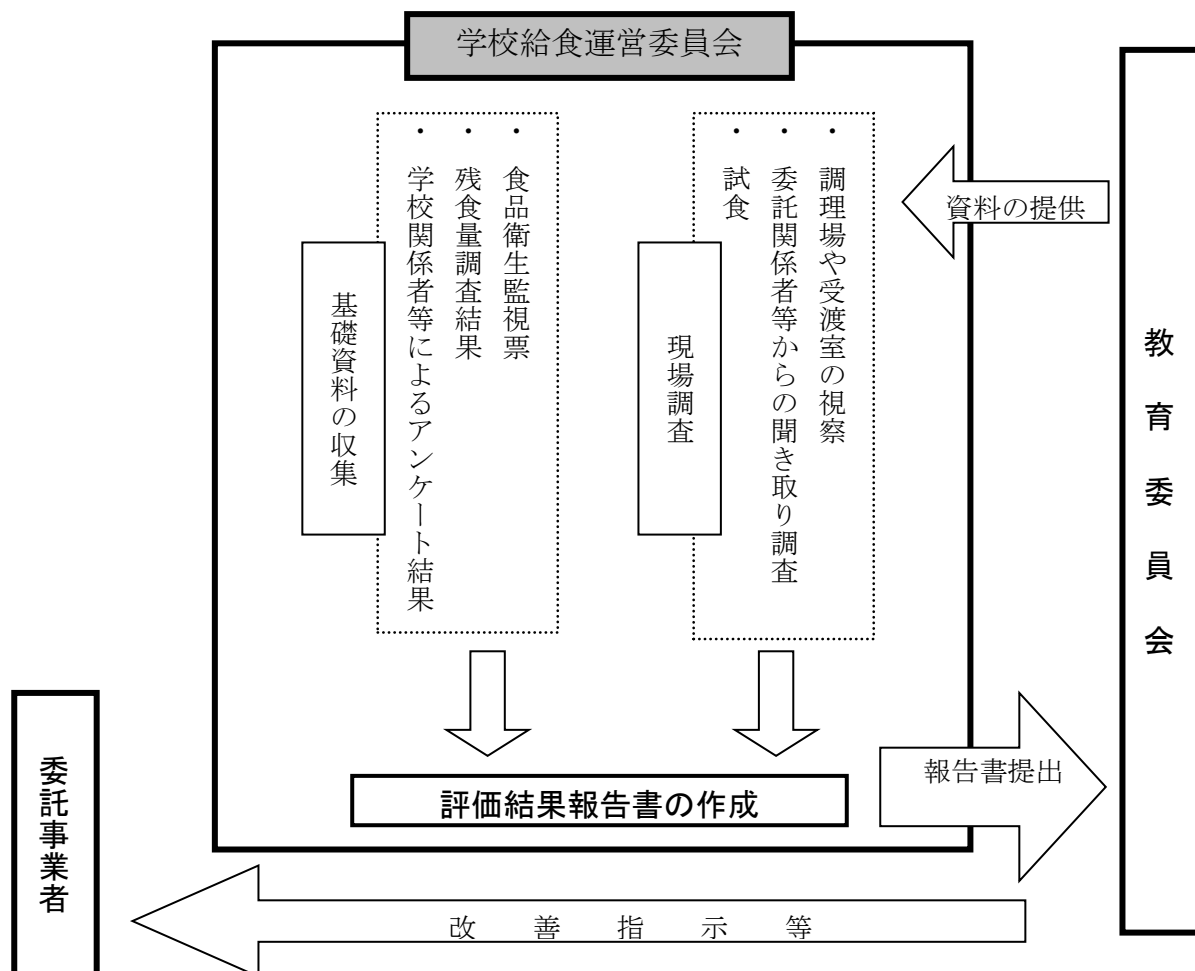 学校給食運営委員会
・調理場や受渡室の視察
・委託関係者等からの聞き取り調査
・試食
現場調査
・食品衛生監視票
・残食量調査結果
・学校関係者等によるアンケート結果
基礎資料の収集
資料の提供
教育委員会
評価結果報告書の作成
報告書提出
委託事業者
改善指示等